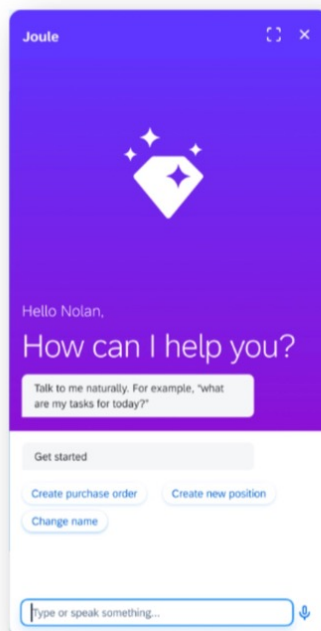 Joule
Hello Nolan,
How can I help you?
Talk to me naturally. For example, “what
are my tasks for today?”
Get started
Create purchase order
Create new position
Change name
Type or speak something...